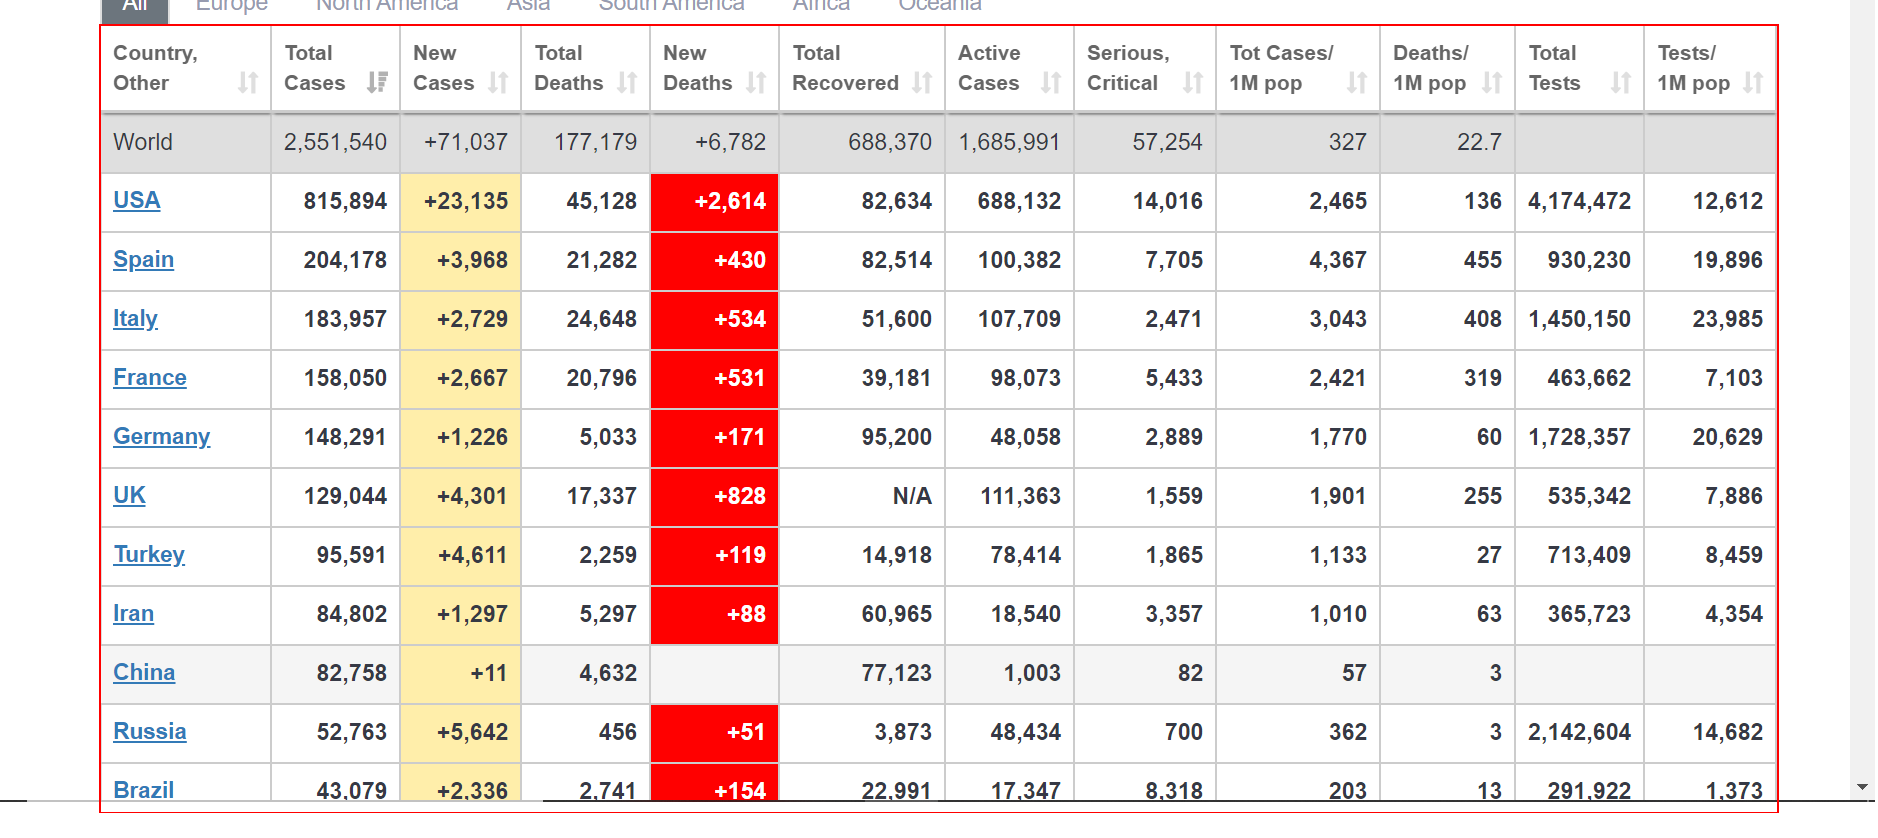 All Europe North America Asia South America Africa Oceania
Country, Total New Total New Total Active Serious, Tot Cases/ Deaths/ Total Tests/
Other Cases Cases Deaths Deaths Recovered Cases Critical 1M pop 1M pop Tests 1M pop
World 2,551,540 +71,037 177,179 +6,782 688,370 1,685,991 57,254 327 22.7
USA 815,894 +23,135 45,128 +2,614 82,634 688,132 14,016 2,465 136 4,174,472 12,612
Spain 204,178 +3,968 21,282 +430 82,514 100,382 7,705 4,367 455 930,230 19,896
Italy 183,957 +2,729 24,648 +534 51,600 107,709 2,471 3,043 408 1,450,150 23,985
France 158,050 +2,667 20,796 +531 39,181 98,073 5,433 2,421 319 463,662 7,103
Germany 148,291 +1,226 5,033 +171 95,200 48,058 2,889 1,770 60 1,728,357 20,629
UK 129,044 +4,301 17,337 +828 N/A 111,363 1,559 1,901 255 535,342 7,886
Turkey 95,591 +4,611 2,259 +119 14,918 78,414 1,865 1,133 27 713,409 8,459
Iran 84,802 +1,297 5,297 +88 60,965 18,540 3,357 1,010 63 365,723 4,354
China 82,758 +11 4,632 77,123 1,003 82 57 3
Russia 52,763 +5,642 456 +51 3,873 48,434 700 362 3 2,142,604 14,682
Brazil 43,079 +2,336 2,741 +154 22,991 17,347 8,318 203 13 291,922 1,373